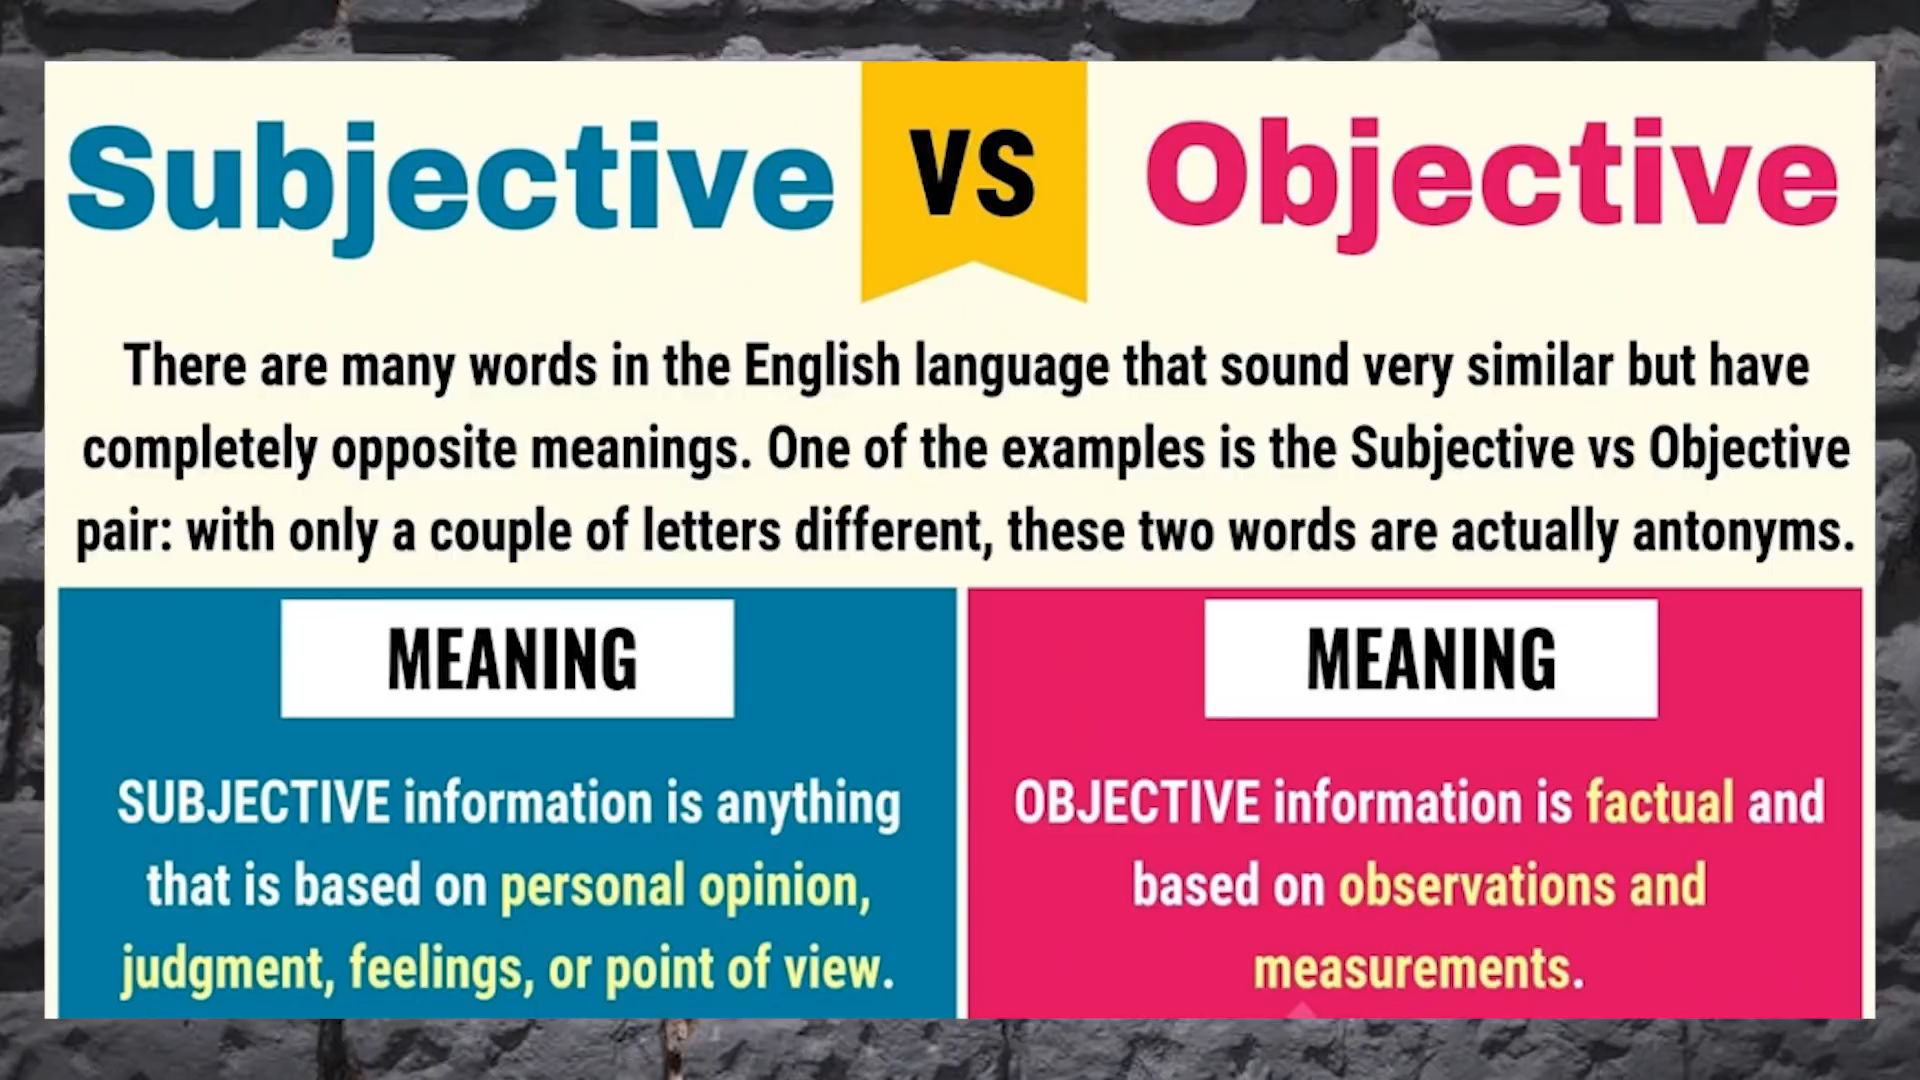 Subjective VS Objective
There are many words in the English language that sound very similar but have
completely opposite meanings. One of the examples is the Subjective vs Objective
pair: with only a couple of letters different, these two words are actually antonyms.
MEANING
SUBJECTIVE information is anything
that is based on personal opinion,
judgment, feelings, or point of view.
MEANING
OBJECTIVE information is factual and
based on observations and
measurements.